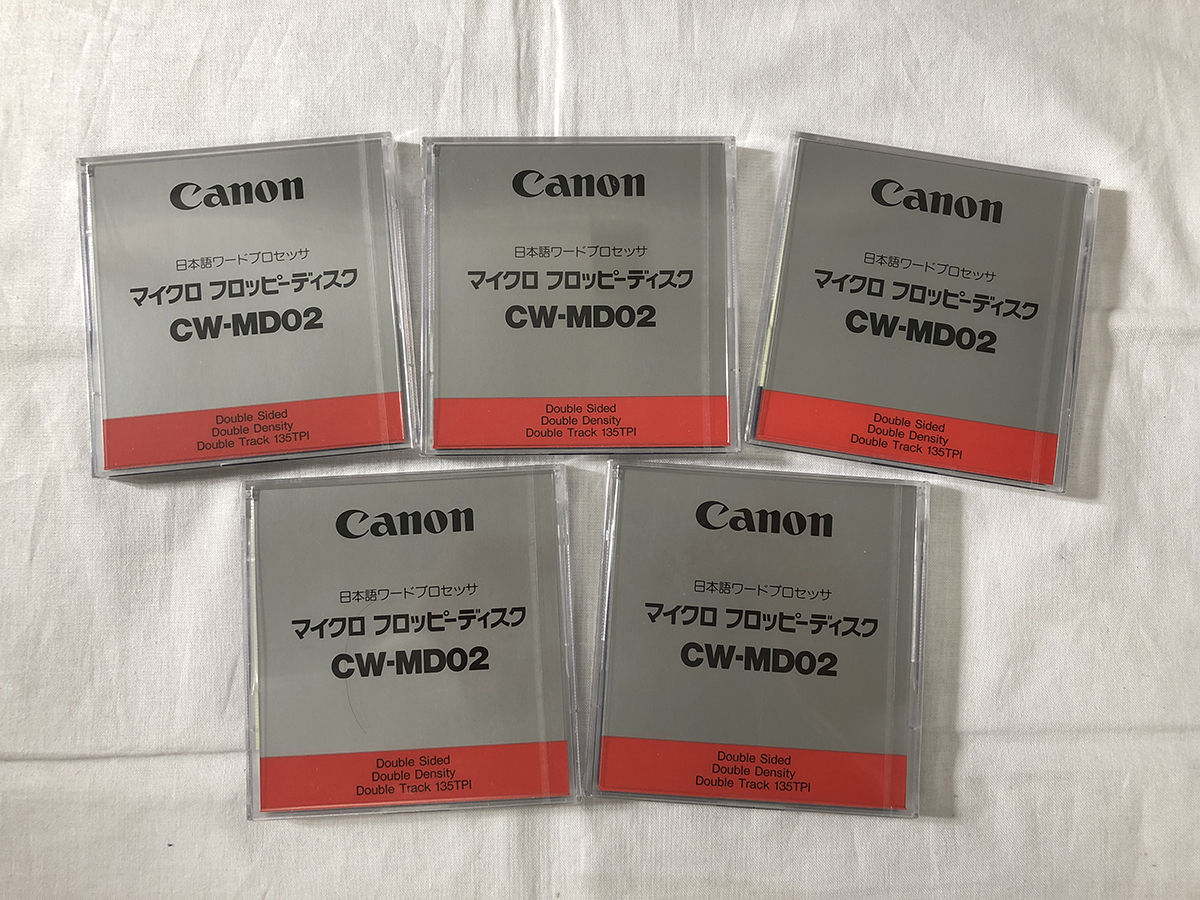 Canon
日本語ワードプロセッサ
マイクロ フロッピーディスク
CW-MD02
Double Sided
Double Density
Double Track 135TPI
Canon
日本語ワードプロセッサ
マイクロ フロッピーディスク
CW-MD02
Double Sided
Double Density
Double Track 135TPI
Canon
日本語ワードプロセッサ
マイクロ フロッピーディスク
CW-MD02
Double Sided
Double Density
Double Track 135TPI
Canon
日本語ワードプロセッサ
マイクロ フロッピーディスク
CW-MD02
Double Sided
Double Density
Double Track 135TPI
Canon
日本語ワードプロセッサ
マイクロ フロッピーディスク
CW-MD02
Double Sided
Double Density
Double Track 135TPI